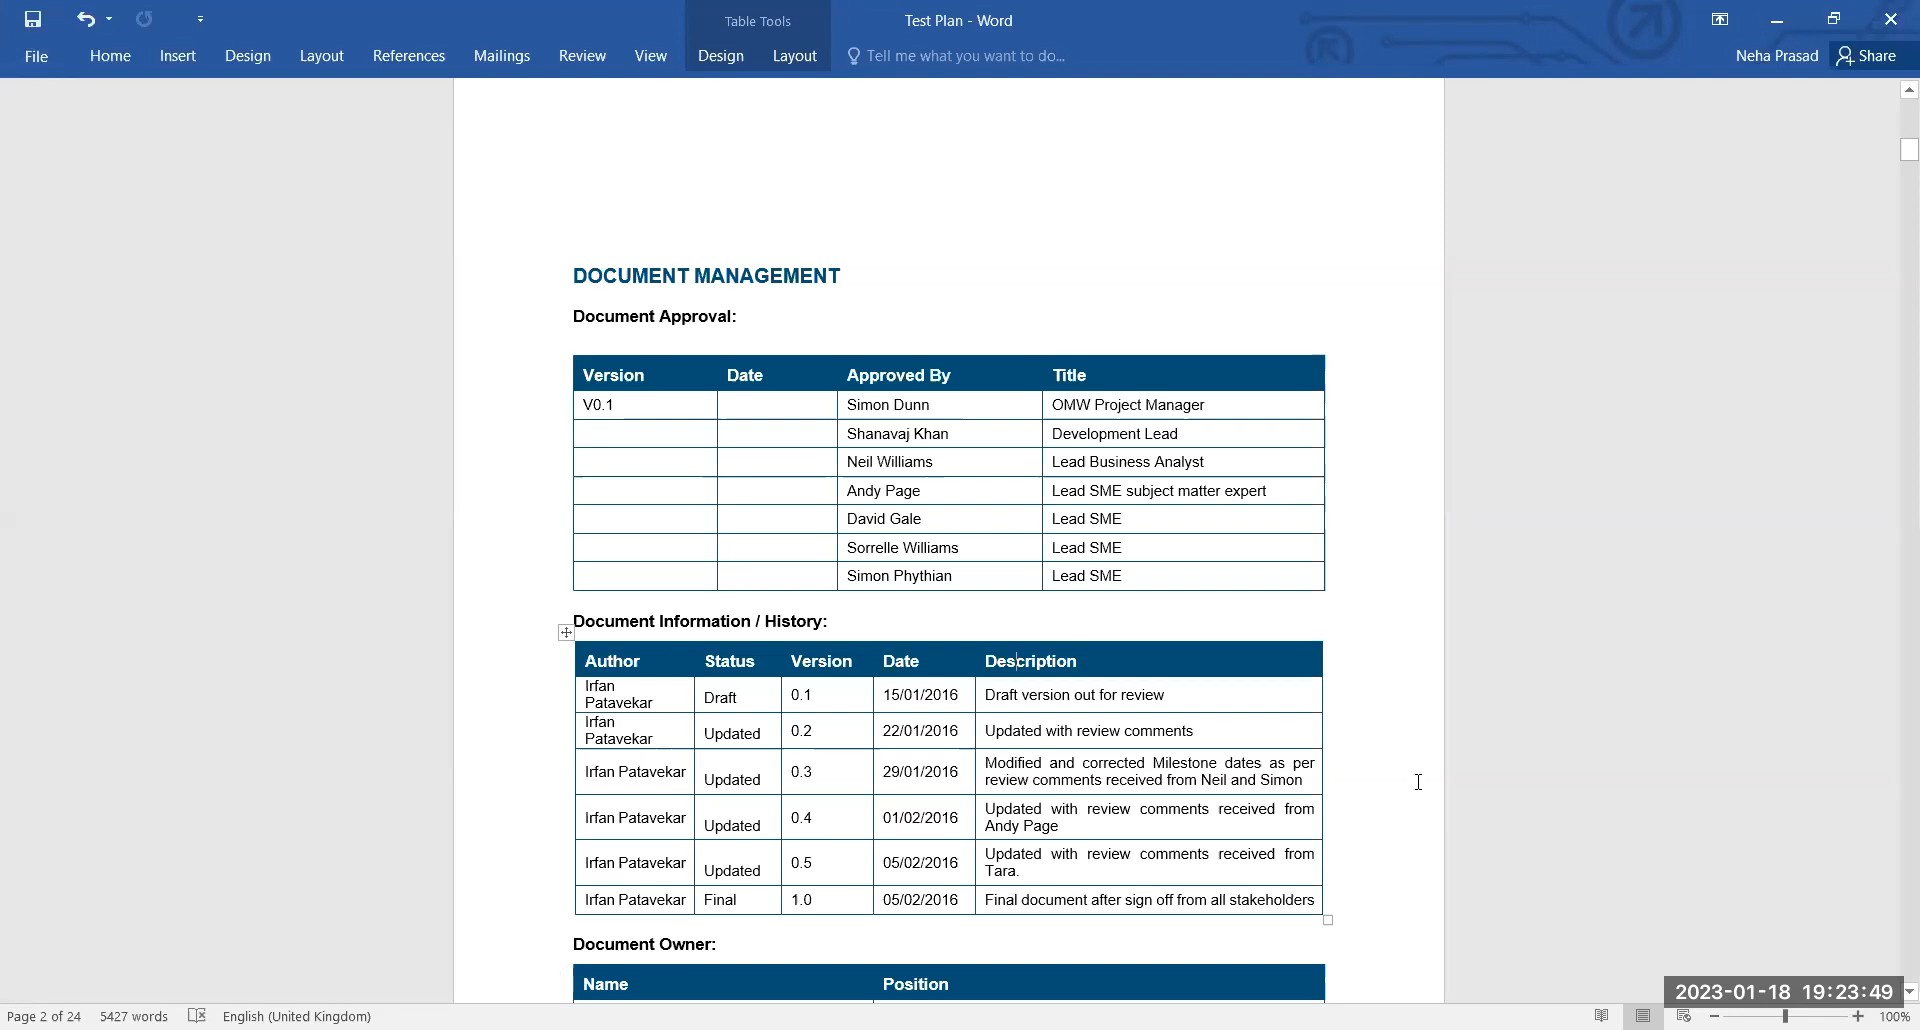 Table Tools
Test Plan - Word
File Home Insert Design Layout References Mailings Review View Design Layout Tell me what you want to do... Neha Prasad Share
DOCUMENT MANAGEMENT
Document Approval:
Version Date Approved By Title
V0.1 Simon Dunn OMW Project Manager
Shanavaj Khan Development Lead
Neil Williams Lead Business Analyst
Andy Page Lead SME subject matter expert
David Gale Lead SME
Sorrelle Williams Lead SME
Simon Phythian Lead SME
Document Information / History:
Author Status Version Date Description
Irfan
Patavekar Draft 0.1 15/01/2016 Draft version out for review
Irfan
Patavekar Updated 0.2 22/01/2016 Updated with review comments
Irfan Patavekar Updated 0.3 29/01/2016 Modified and corrected Milestone dates as per
review comments received from Neil and Simon
Irfan Patavekar Updated 0.4 01/02/2016 Updated with review comments received from
Andy Page
Irfan Patavekar Updated 0.5 05/02/2016 Updated with review comments received from
Tara.
Irfan Patavekar Final 1.0 05/02/2016 Final document after sign off from all stakeholders
Document Owner:
Name Position
2023-01-18 19:23:49
Page 2 of 24 5427 words English (United Kingdom) 100%